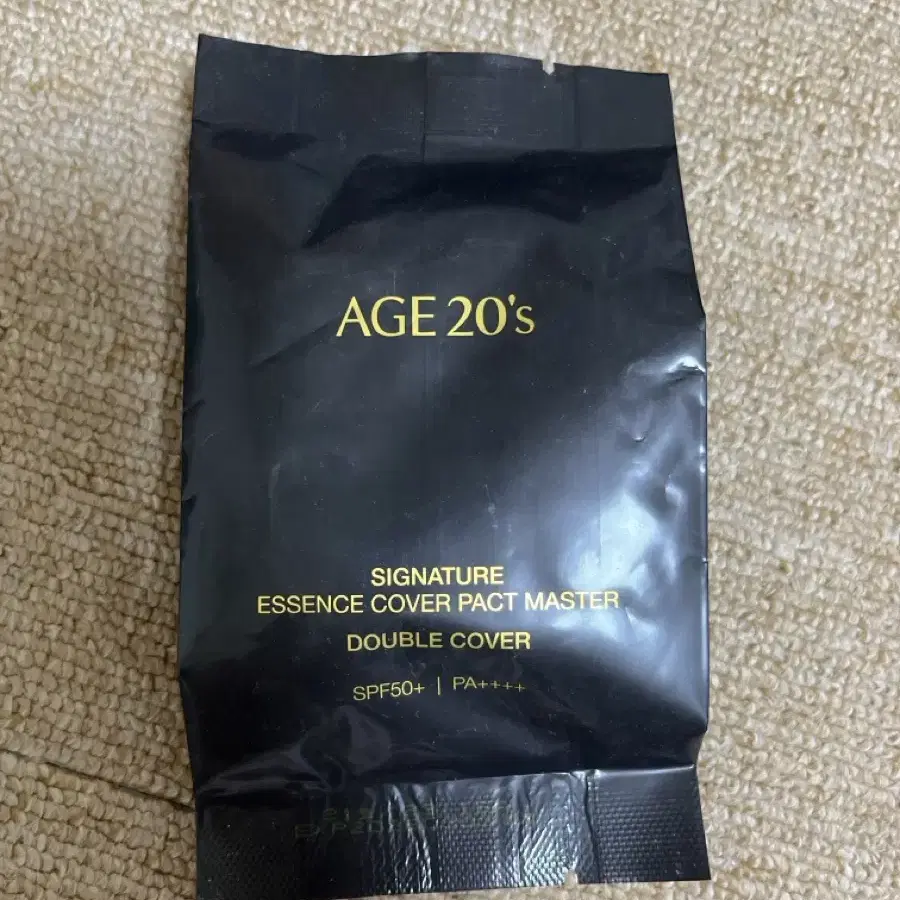 AGE 20's
SIGNATURE
ESSENCE COVER PACT MASTER
DOUBLE COVER
SPF50+ | PA++++